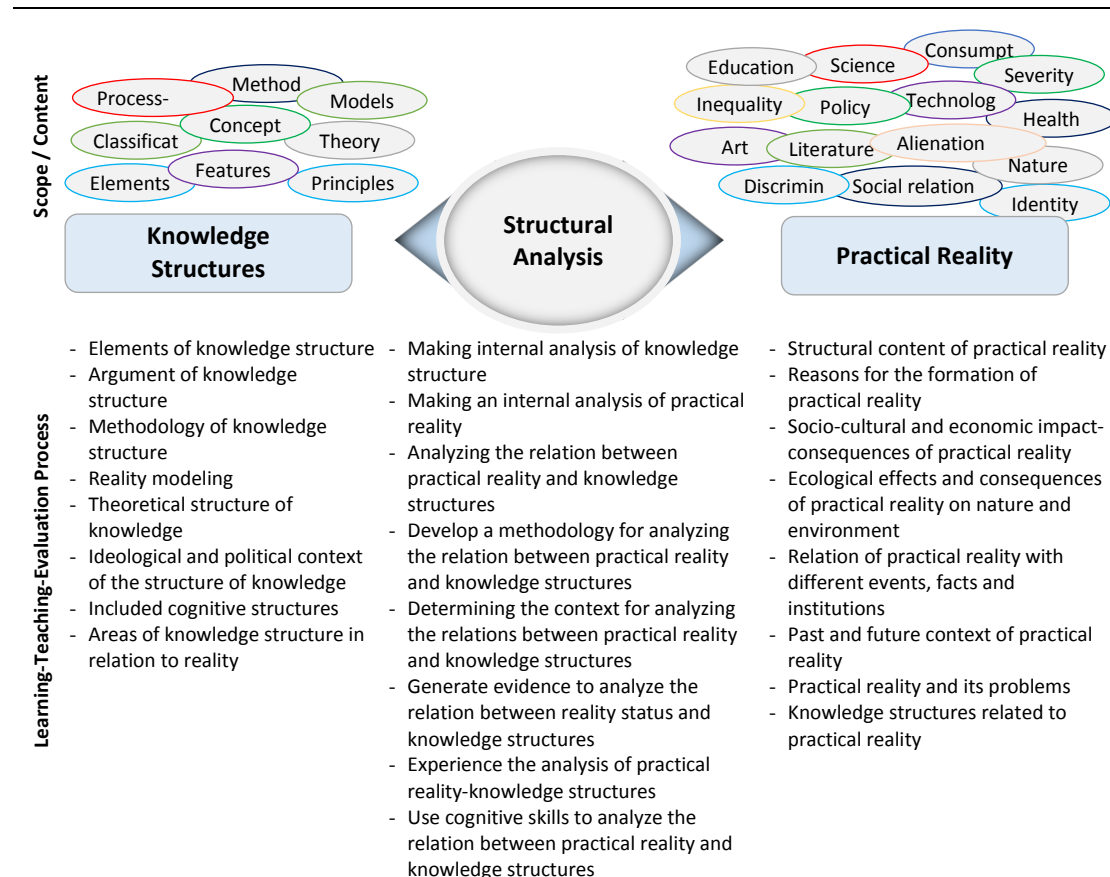 Scope / Content
Method
Process-
Models
Concept
Classificat
Theory
Features
Elements
Principles
Knowledge
Structures
Structural
Analysis
Consumpt
Science
Education
Severity
Inequality
Policy
Technolog
Health
Art
Literature
Alienation
Nature
Discrimin
Social relation
Identity
Practical Reality
Learning-Teaching-Evaluation Process
- Elements of knowledge structure
- Argument of knowledge
structure
- Methodology of knowledge
structure
- Reality modeling
- Theoretical structure of
knowledge
- Ideological and political context
of the structure of knowledge
- Included cognitive structures
- Areas of knowledge structure in
relation to reality
- Making internal analysis of knowledge
structure
- Making an internal analysis of practical
reality
- Analyzing the relation between
practical reality and knowledge
structures
- Develop a methodology for analyzing
the relation between practical reality
and knowledge structures
- Determining the context for analyzing
the relations between practical reality
and knowledge structures
- Generate evidence to analyze the
relation between reality status and
knowledge structures
- Experience the analysis of practical
reality-knowledge structures
- Use cognitive skills to analyze the
relation between practical reality and
knowledge structures
- Structural content of practical reality
- Reasons for the formation of
practical reality
- Socio-cultural and economic impact-
consequences of practical reality
- Ecological effects and consequences
of practical reality on nature and
environment
- Relation of practical reality with
different events, facts and
institutions
- Past and future context of practical
reality
- Practical reality and its problems
- Knowledge structures related to
practical reality